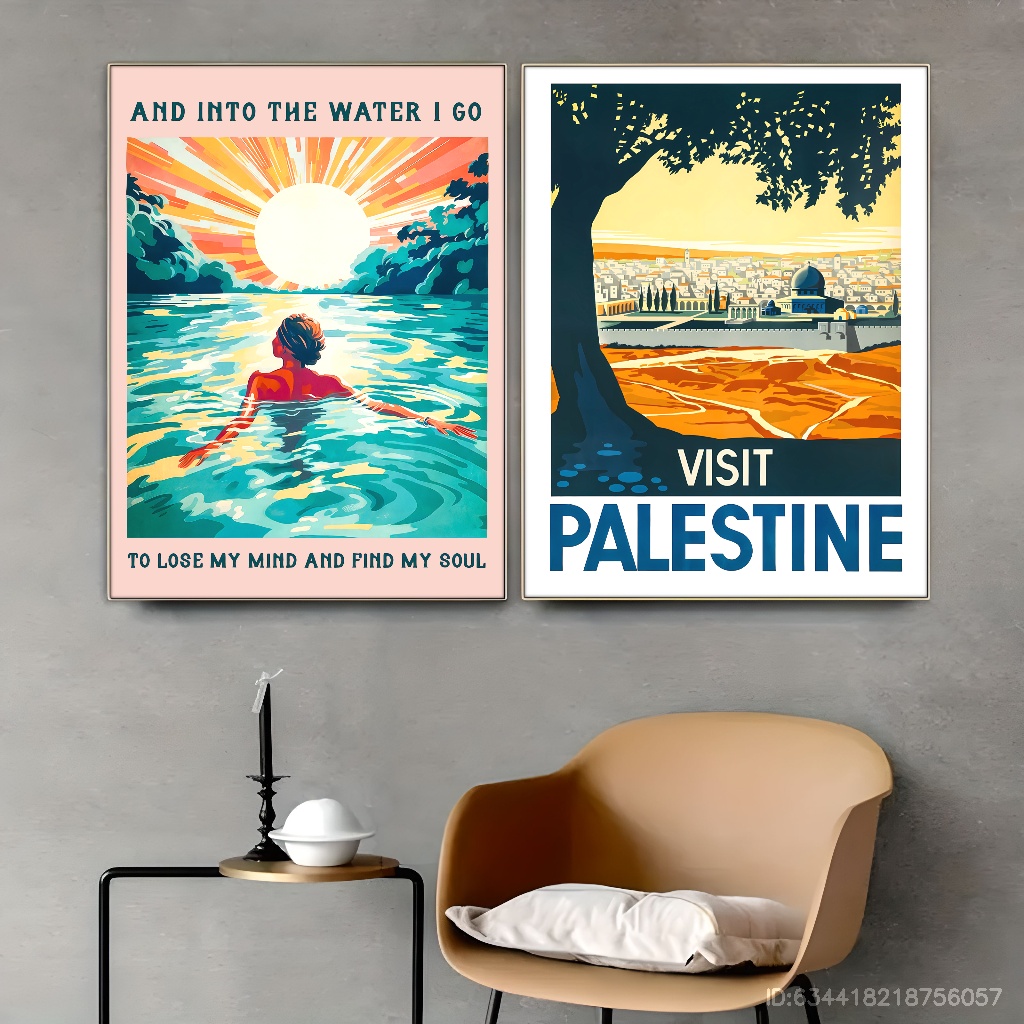 AND INTO THE WATER I GO
TO LOSE MY MIND AND FIND MY SOUL
VISIT
PALESTINE
ID:634418218756057